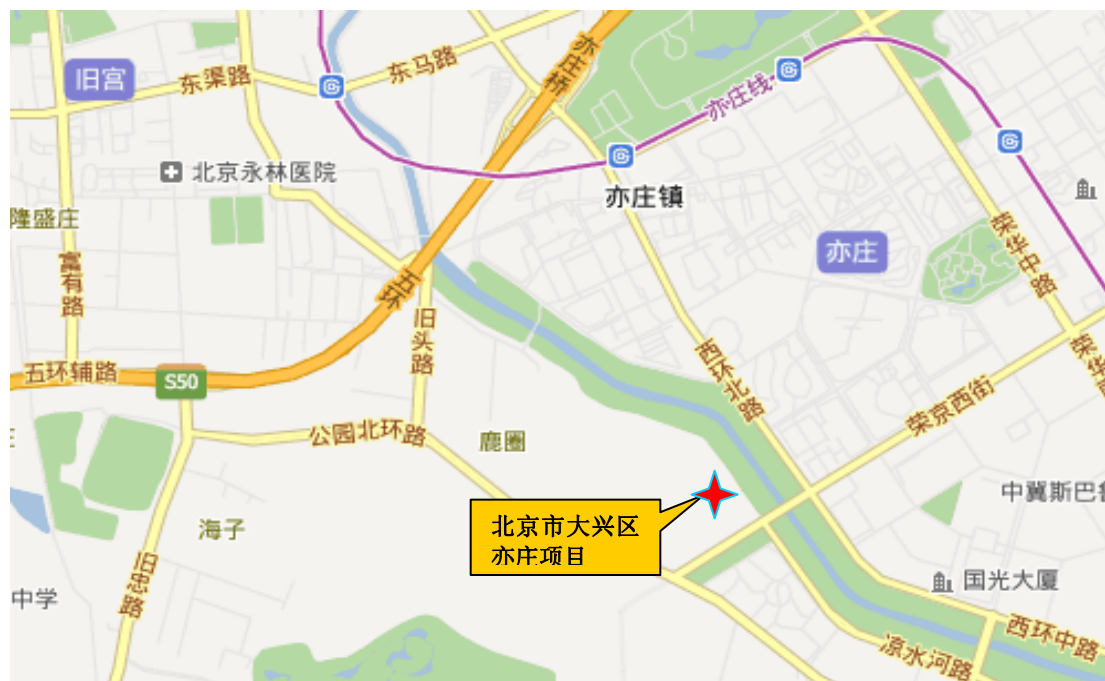 旧宫
东渠路
东马路
亦庄桥
亦庄线
北京永林医院
亦庄镇
隆盛庄
富有路
亦庄
荣华中路
五环
旧头路
五环辅路
S50
西环北路
荣华
荣京西街
公园北环路
鹿圈
中冀斯巴鲁
北京市大兴区
亦庄项目
海子
旧忠路
中学
国光大厦
西环中路
凉水河路